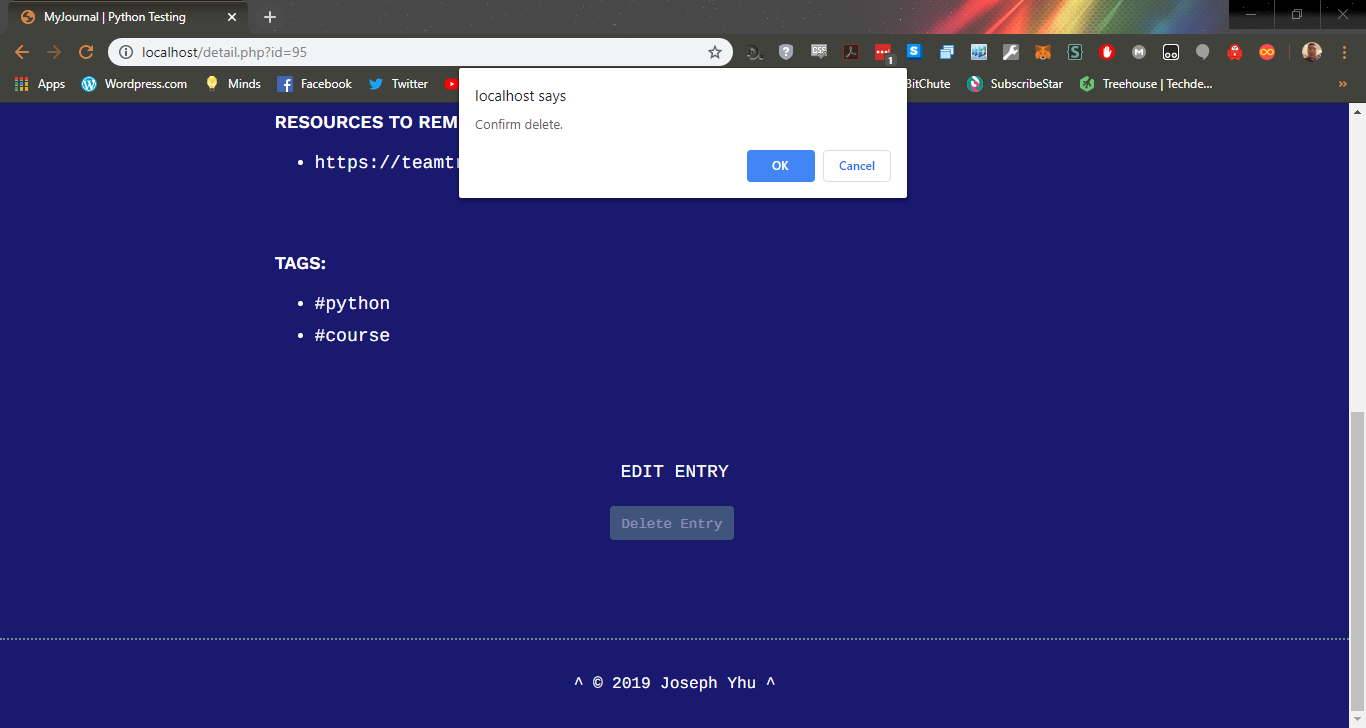 MyJournal | Python Testing
localhost/detail.php?id=95
CSP
1
Apps
Wordpress.com
Minds
Facebook
Twitter
BitChute
SubscribeStar
Treehouse | Techde...
localhost says
Confirm delete.
OK
Cancel
RESOURCES TO REM
• https://teamtr
TAGS:
• #python
• #course
EDIT ENTRY
Delete Entry
^ © 2019 Joseph Yhu ^